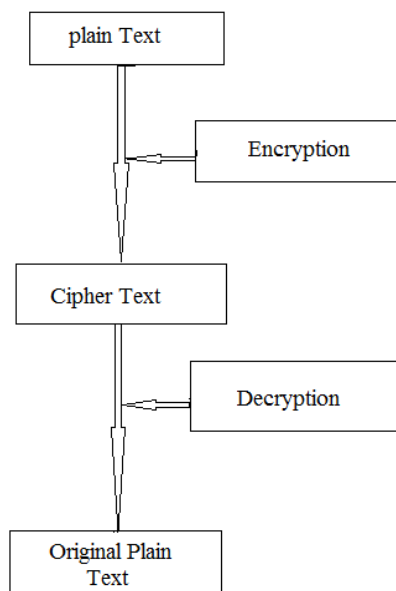 plain Text
Encryption
Cipher Text
Decryption
Original Plain
Text